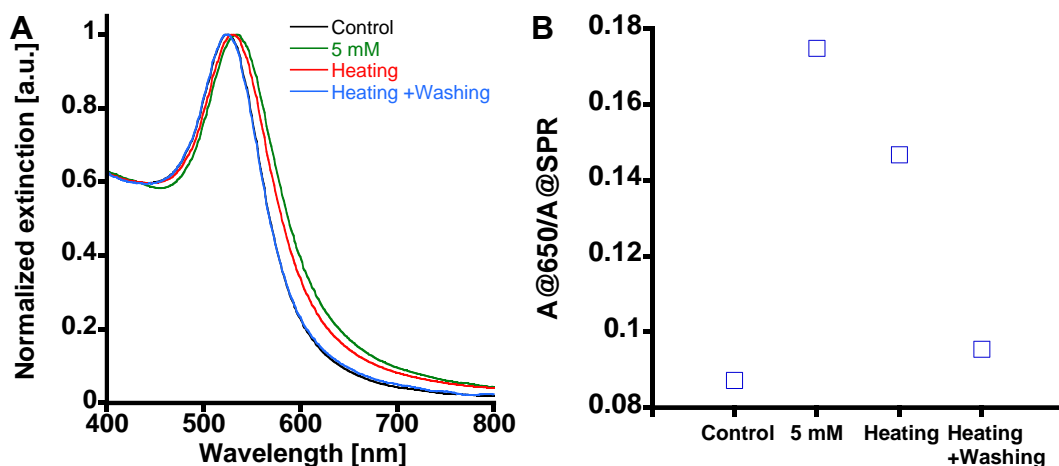 A
Normalized extinction [a.u.]
1
0.8
0.6
0.4
0.2
0
400
500
600
700
800
Wavelength [nm]
Control
5 mM
Heating
Heating +Washing
B
A@650/A@SPR
0.18
0.16
0.14
0.12
0.1
0.08
Control
5 mM
Heating
Heating
+Washing